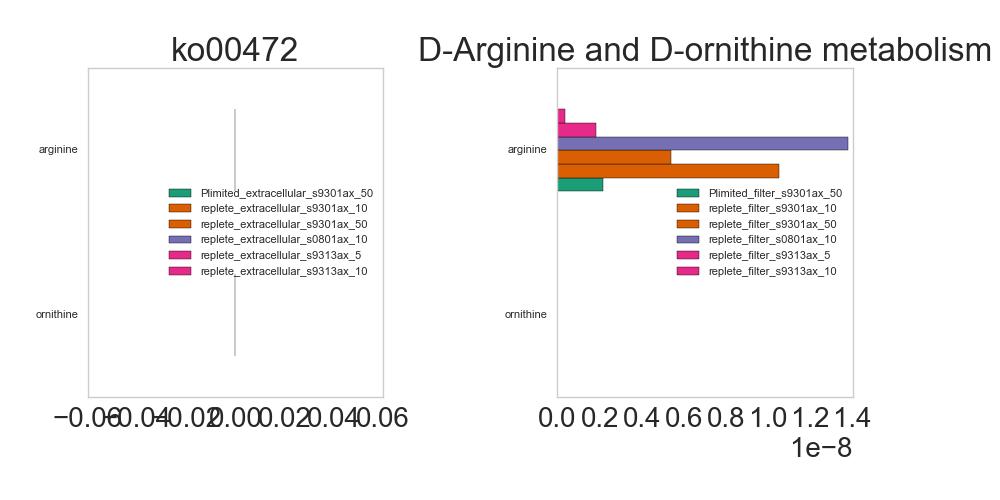 ko00472
D-Arginine and D-ornithine metabolism
arginine
ornithine
Plimited_extracellular_s9301ax_50
replete_extracellular_s9301ax_10
replete_extracellular_s9301ax_50
replete_extracellular_s0801ax_10
replete_extracellular_s9313ax_5
replete_extracellular_s9313ax_10
−0.06 −0.04 −0.02 0.00 0.02 0.04 0.06
arginine
ornithine
Plimited_filter_s9301ax_50
replete_filter_s9301ax_10
replete_filter_s9301ax_50
replete_filter_s0801ax_10
replete_filter_s9313ax_5
replete_filter_s9313ax_10
0.0 0.2 0.4 0.6 0.8 1.0 1.2 1.4
1e−8